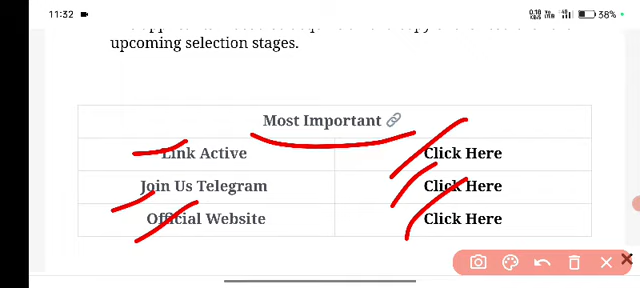 11:32 38%
upcoming selection stages.
Most Important
Link Active Click Here
Join Us Telegram Click Here
Official Website Click Here